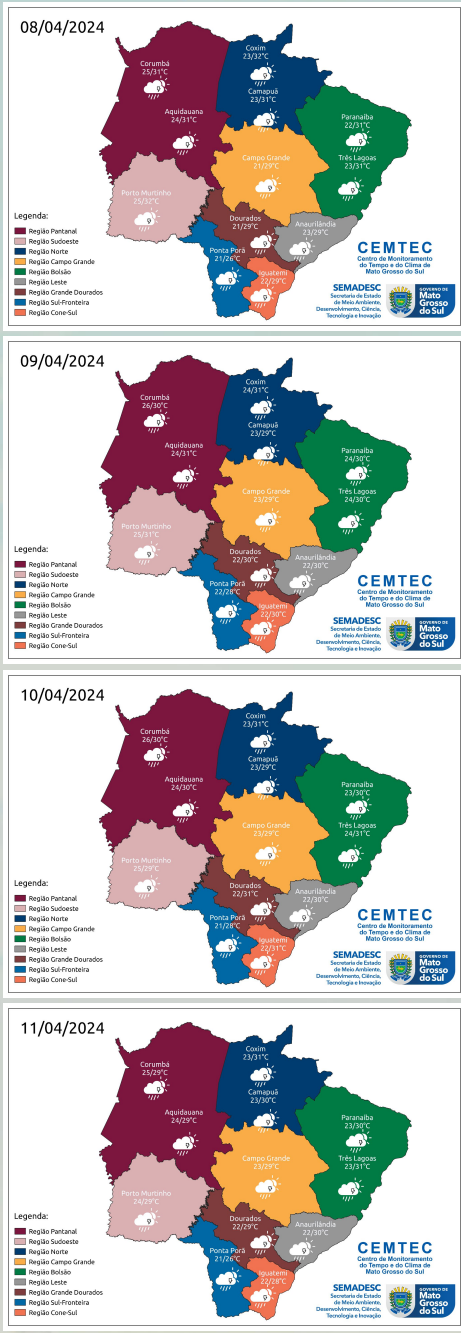 08/04/2024
Coxim
23/32°C
Corumbá
25/31°C
Camapuã
23/31°C
Aquidauana
24/31°C
Paranaíba
22/31°C
Três Lagoas
23/31°C
Campo Grande
21/29°C
Porto Murtinho
25/32°C
Dourados
21/29°C
Anaurilândia
23/29°C
Ponta Porã
21/26°C
Iguatemi
22/29°C
Legenda:
Região Pantanal
Região Sudoeste
Região Norte
Região Campo Grande
Região Bolsão
Região Leste
Região Grande Dourados
Região Sul-Fronteira
Região Cone-Sul
CEMTEC
Centro de Monitoramento
do Tempo e do Clima de
Mato Grosso do Sul
SEMADESC
Secretaria de Estado
de Meio Ambiente,
Desenvolvimento, Ciência,
Tecnologia e Inovação
GOVERNO DE
Mato
Grosso
do Sul
09/04/2024
Coxim
24/31°C
Corumbá
26/30°C
Camapuã
23/29°C
Aquidauana
24/31°C
Paranaíba
24/30°C
Três Lagoas
24/30°C
Campo Grande
23/29°C
Porto Murtinho
25/31°C
Dourados
22/30°C
Anaurilândia
22/30°C
Ponta Porã
22/28°C
Iguatemi
22/30°C
Legenda:
Região Pantanal
Região Sudoeste
Região Norte
Região Campo Grande
Região Bolsão
Região Leste
Região Grande Dourados
Região Sul-Fronteira
Região Cone-Sul
CEMTEC
Centro de Monitoramento
do Tempo e do Clima de
Mato Grosso do Sul
SEMADESC
Secretaria de Estado
de Meio Ambiente,
Desenvolvimento, Ciência,
Tecnologia e Inovação
GOVERNO DE
Mato
Grosso
do Sul
10/04/2024
Coxim
23/31°C
Corumbá
26/30°C
Camapuã
23/29°C
Aquidauana
24/30°C
Paranaíba
23/30°C
Três Lagoas
24/31°C
Campo Grande
23/29°C
Porto Murtinho
25/29°C
Dourados
22/31°C
Anaurilândia
22/30°C
Ponta Porã
21/28°C
Iguatemi
22/31°C
Legenda:
Região Pantanal
Região Sudoeste
Região Norte
Região Campo Grande
Região Bolsão
Região Leste
Região Grande Dourados
Região Sul-Fronteira
Região Cone-Sul
CEMTEC
Centro de Monitoramento
do Tempo e do Clima de
Mato Grosso do Sul
SEMADESC
Secretaria de Estado
de Meio Ambiente,
Desenvolvimento, Ciência,
Tecnologia e Inovação
GOVERNO DE
Mato
Grosso
do Sul
11/04/2024
Coxim
23/31°C
Corumbá
25/29°C
Camapuã
23/30°C
Aquidauana
24/29°C
Paranaíba
23/30°C
Três Lagoas
23/31°C
Campo Grande
23/29°C
Porto Murtinho
24/29°C
Dourados
22/29°C
Anaurilândia
22/30°C
Ponta Porã
21/26°C
Iguatemi
22/28°C
Legenda:
Região Pantanal
Região Sudoeste
Região Norte
Região Campo Grande
Região Bolsão
Região Leste
Região Grande Dourados
Região Sul-Fronteira
Região Cone-Sul
CEMTEC
Centro de Monitoramento
do Tempo e do Clima de
Mato Grosso do Sul
SEMADESC
Secretaria de Estado
de Meio Ambiente,
Desenvolvimento, Ciência,
Tecnologia e Inovação
GOVERNO DE
Mato
Grosso
do Sul